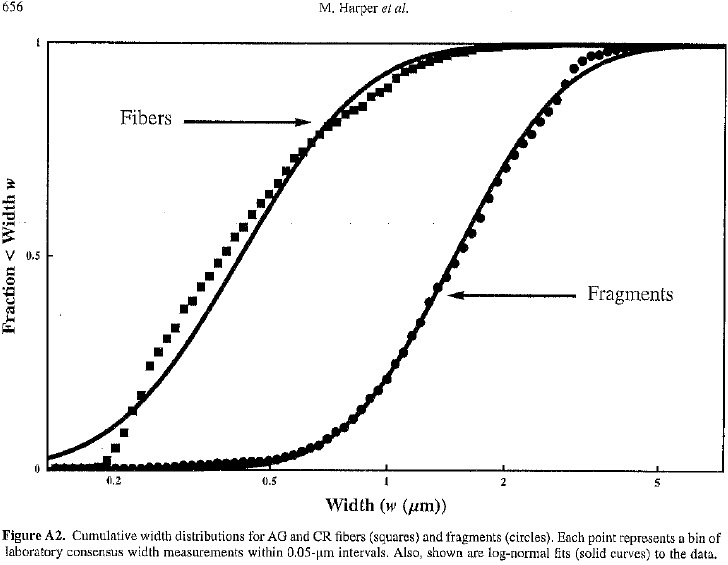 656
M. Harper et al.
1
Fibers
Fraction < Width w
0.5
Fragments
0
0.2
0.5
1
2
5
Width (w (μm))
Figure A2. Cumulative width distributions for AG and CR fibers (squares) and fragments (circles). Each point represents a bin of
laboratory consensus width measurements within 0.05-μm intervals. Also, shown are log-normal fits (solid curves) to the data.